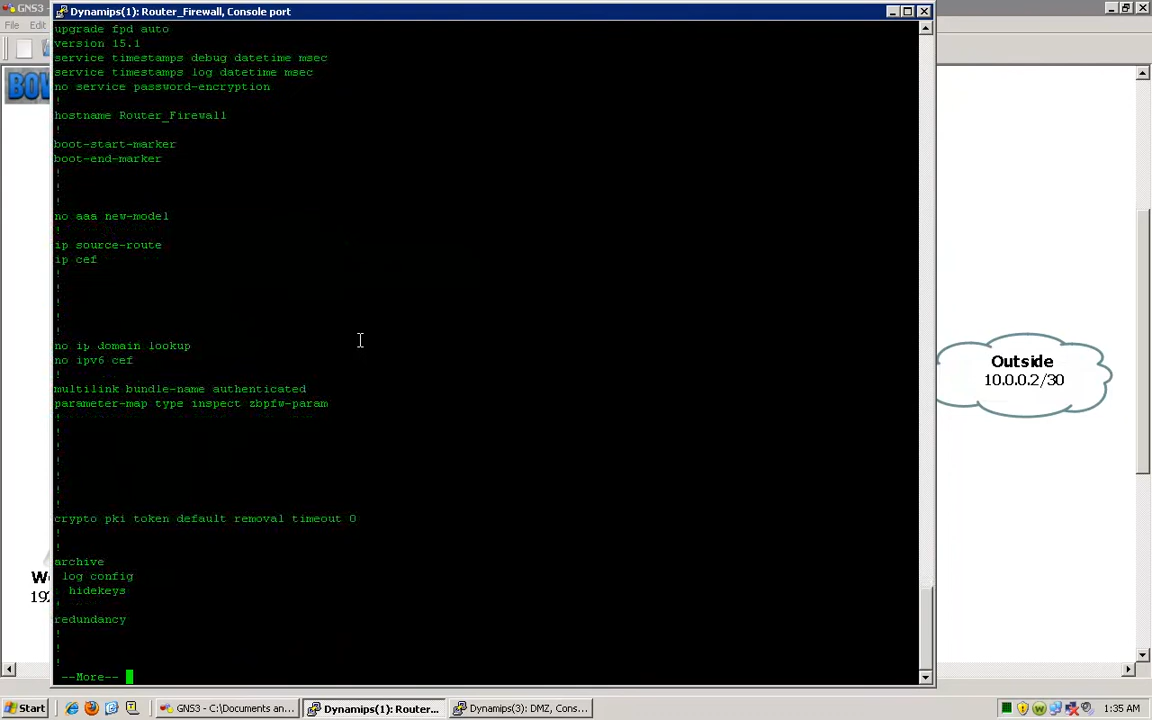 GNS3 -
Dynamips(1): Router_Firewall, Console port
File Edit
upgrade fpd auto
version 15.1
service timestamps debug datetime msec
service timestamps log datetime msec
no service password-encryption
!
hostname Router_Firewall
!
boot-start-marker
boot-end-marker
!
!
!
no aaa new-model
!
ip source-route
ip cef
!
!
!
!
!
no ip domain lookup
no ipv6 cef
!
multilink bundle-name authenticated
parameter-map type inspect zbpfw-param
!
!
!
!
!
!
crypto pki token default removal timeout 0
!
!
archive
 log config
  hidekeys
!
redundancy
!
!
!
 --More--
Outside
10.0.0.2/30
Start
GNS3 - C:\Documents an...
Dynamips(1): Router...
Dynamips(3): DMZ, Cons...
1:35 AM